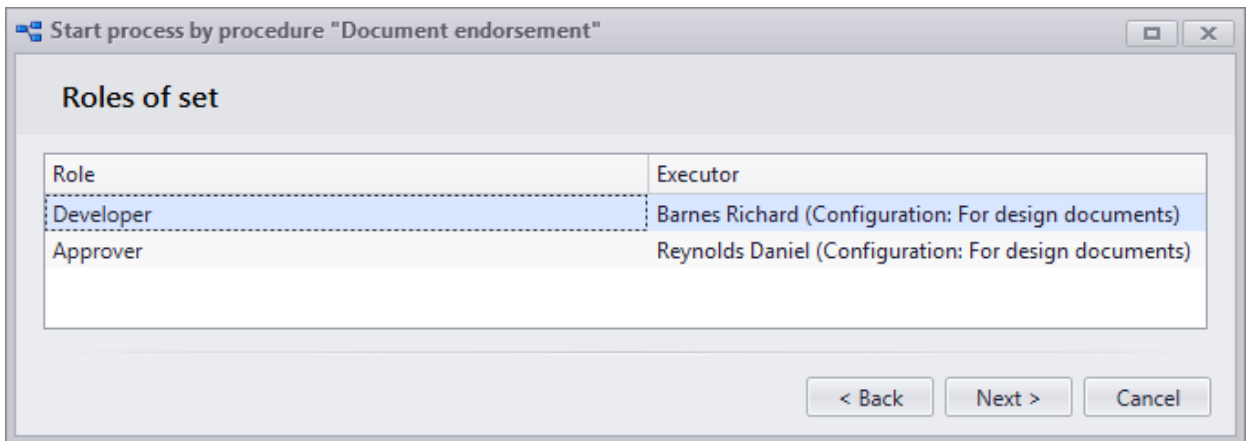 Start process by procedure "Document endorsement"
Roles of set
Role Executor
Developer Barnes Richard (Configuration: For design documents)
Approver Reynolds Daniel (Configuration: For design documents)
< Back Next > Cancel